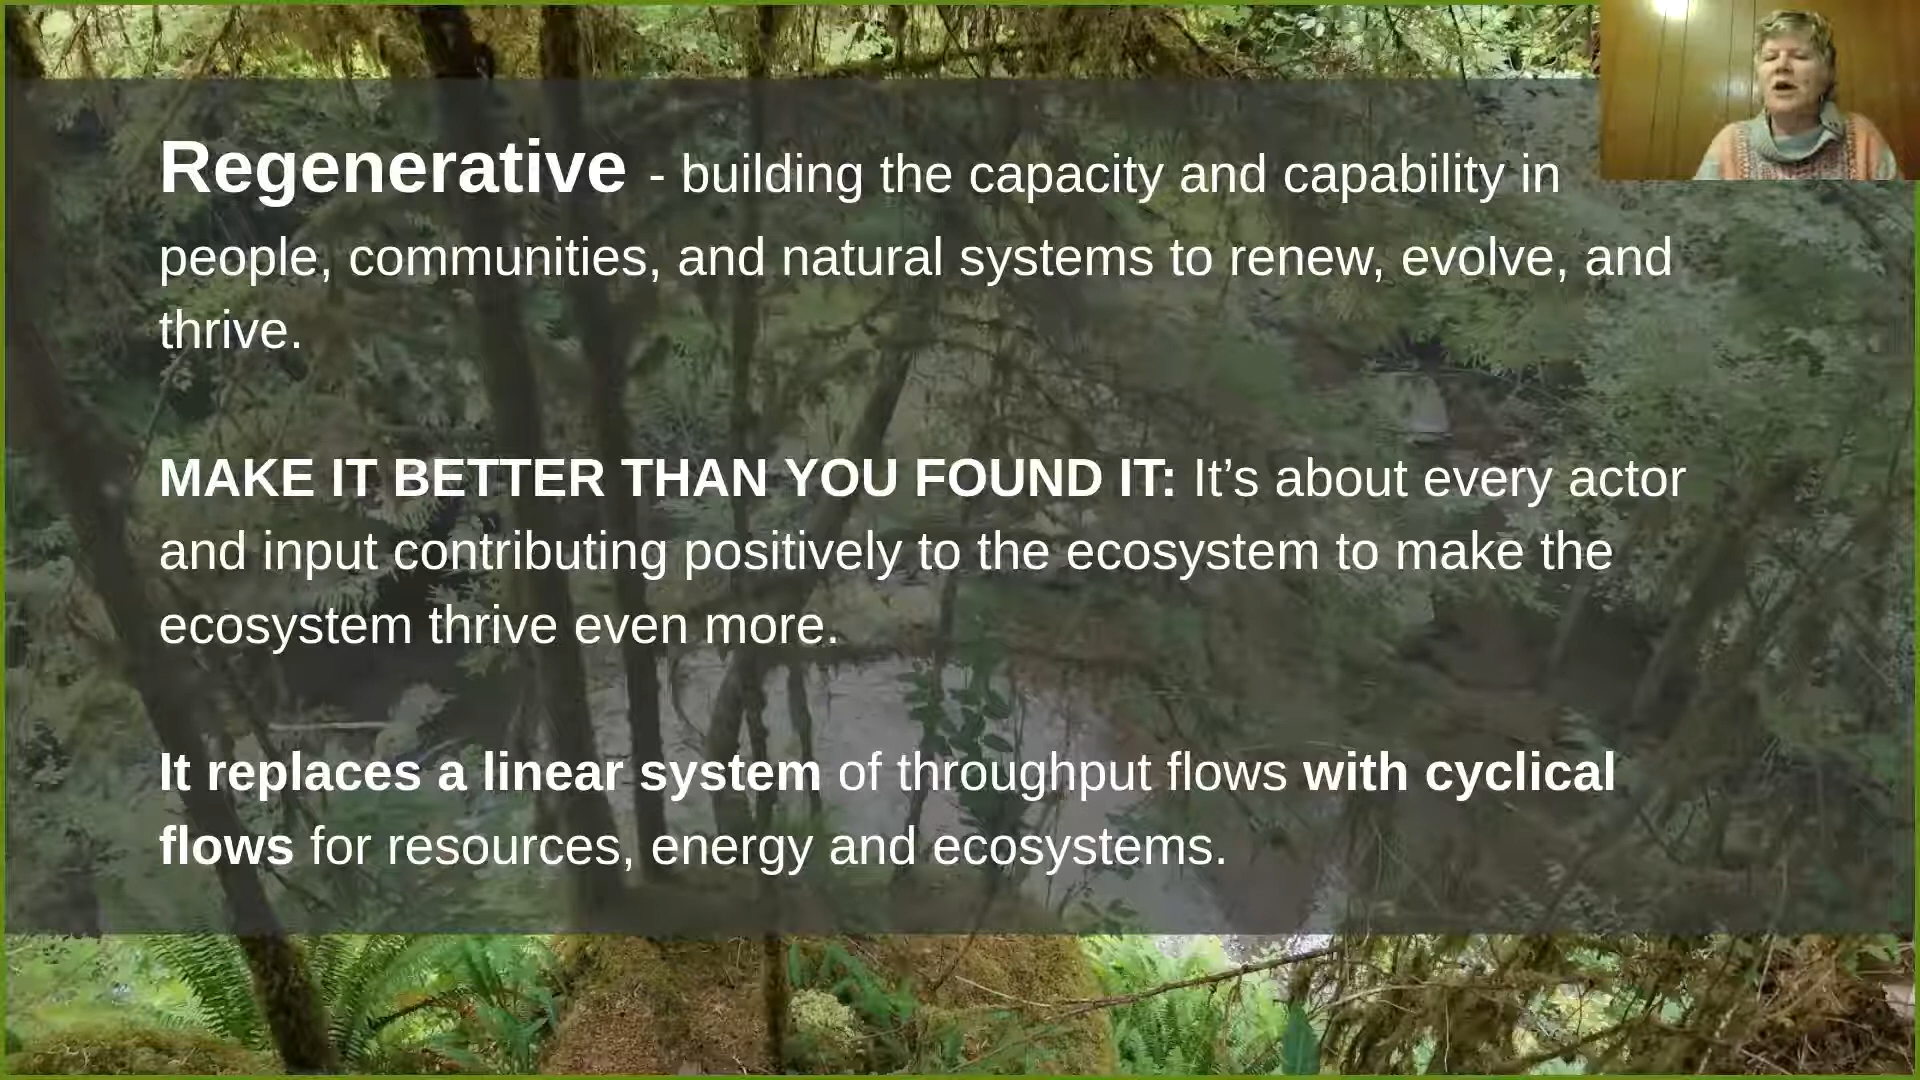 Regenerative - building the capacity and capability in
people, communities, and natural systems to renew, evolve, and
thrive.
MAKE IT BETTER THAN YOU FOUND IT: It’s about every actor
and input contributing positively to the ecosystem to make the
ecosystem thrive even more.
It replaces a linear system of throughput flows with cyclical
flows for resources, energy and ecosystems.